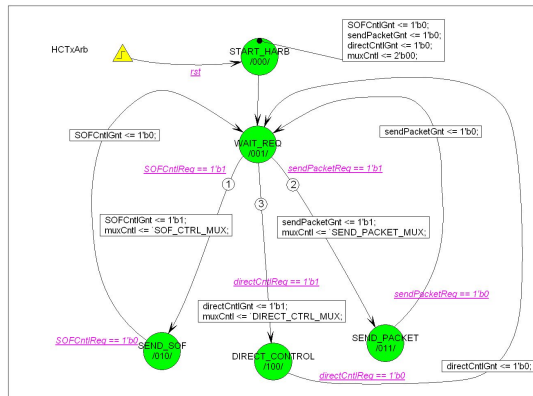 SOFCntlGnt <= 1'b0;
sendPacketGnt <= 1'b0;
directCntlGnt <= 1'b0;
muxCntl <= 2'b00;
HCTxArb
START_HARB
/000/
rst
SOFCntlGnt <= 1'b0;
sendPacketGnt <= 1'b0;
WAIT_REQ
/001/
SOFCntlReq == 1'b1
sendPacketReq == 1'b1
1
2
3
SOFCntlGnt <= 1'b1;
muxCntl <= `SOF_CTRL_MUX;
sendPacketGnt <= 1'b1;
muxCntl <= `SEND_PACKET_MUX;
directCntlReq == 1'b1
sendPacketReq == 1'b0
directCntlGnt <= 1'b1;
muxCntl <= `DIRECT_CTRL_MUX;
SOFCntlReq == 1'b0
SEND_SOF
/010/
SEND_PACKET
/011/
DIRECT_CONTROL
/100/
directCntlGnt <= 1'b0;
directCntlReq == 1'b0